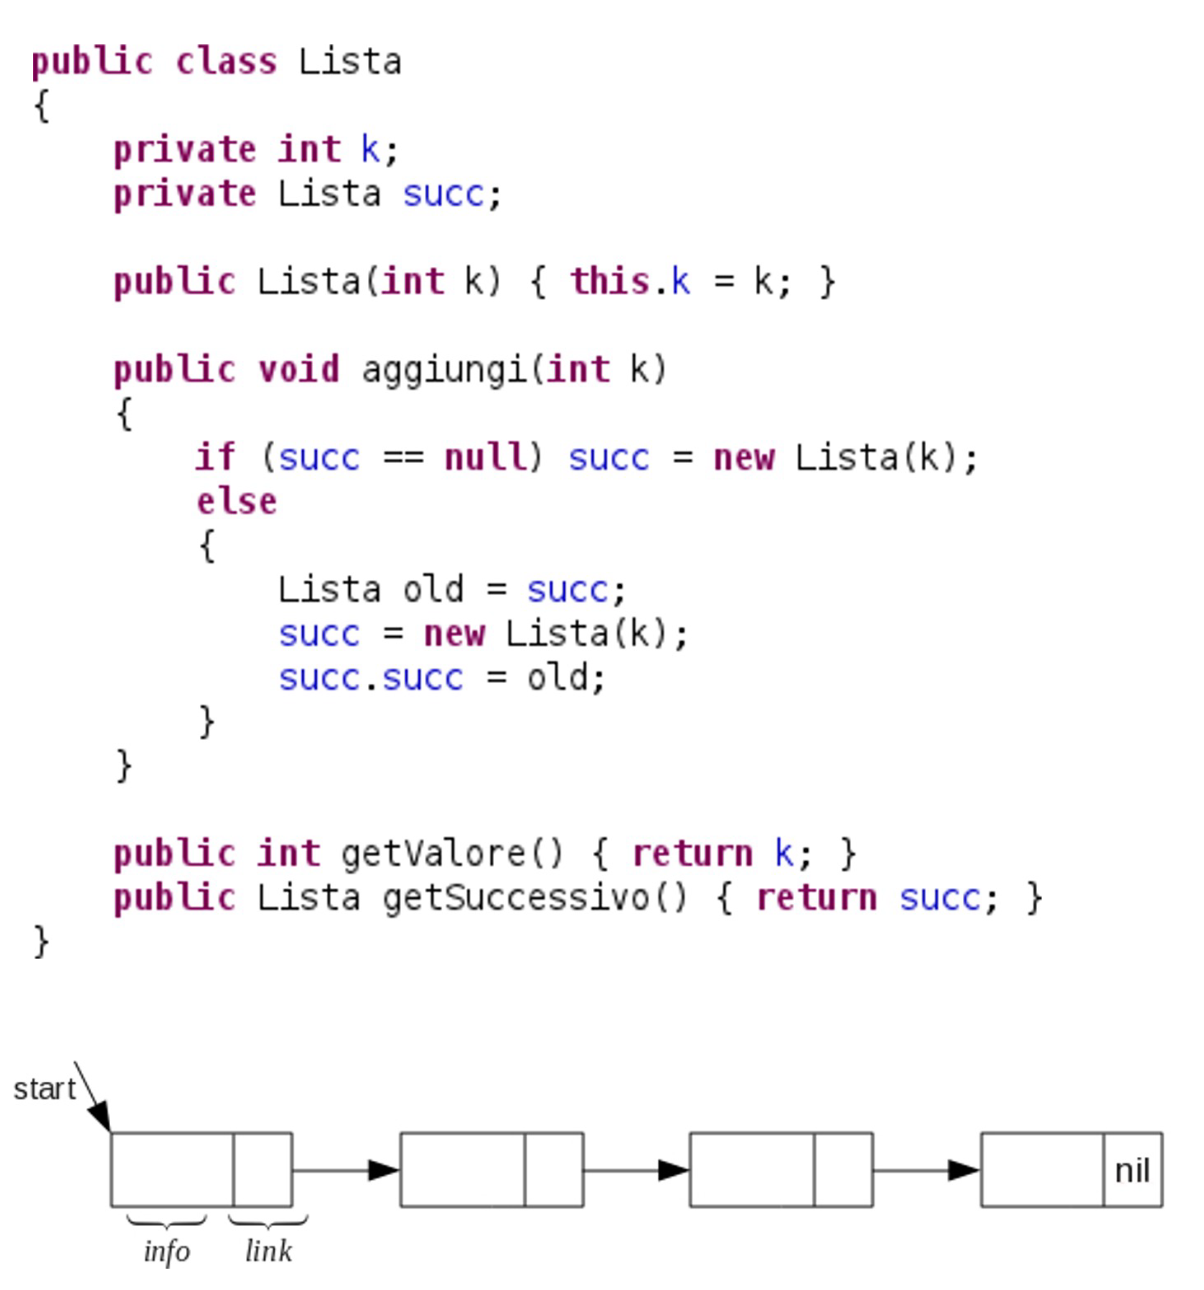 public class Lista
{
private int k;
private Lista succ;
public Lista(int k) { this.k = k; }
public void aggiungi(int k)
{
if (succ == null) succ = new Lista(k);
else
{
Lista old = succ;
succ = new Lista(k);
succ.succ = old;
}
}
public int getValore() { return k; }
public Lista getSuccessivo() { return succ; }
}
start
nil
info link